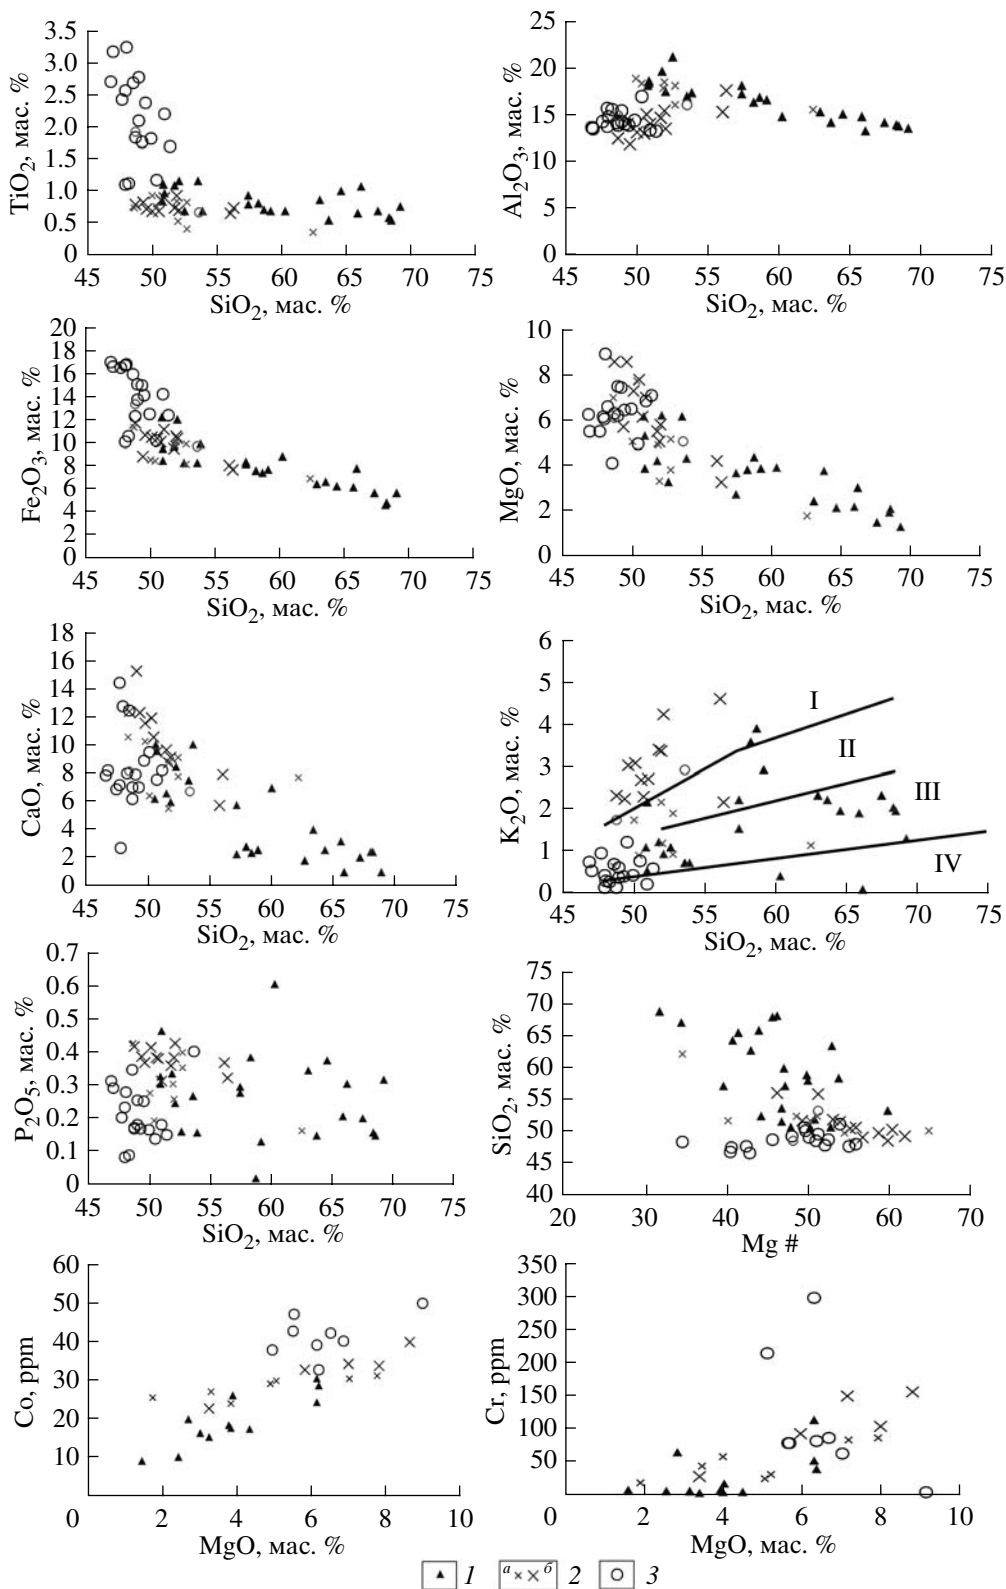 TiO2, мас. %
3.5
3.0
2.5
2.0
1.5
1.0
0.5
0
45 50 55 60 65 70 75
SiO2, мас. %
Al2O3, мас. %
25
20
15
10
5
0
45 50 55 60 65 70 75
SiO2, мас. %
Fe2O3, мас. %
20
18
16
14
12
10
8
6
4
2
0
45 50 55 60 65 70 75
SiO2, мас. %
MgO, мас. %
10
8
6
4
2
0
45 50 55 60 65 70 75
SiO2, мас. %
CaO, мас. %
18
16
14
12
10
8
6
4
2
0
45 50 55 60 65 70 75
SiO2, мас. %
K2O, мас. %
6
5
4
3
2
1
0
I
II
III
IV
45 50 55 60 65 70 75
SiO2, мас. %
P2O5, мас. %
0.7
0.6
0.5
0.4
0.3
0.2
0.1
0
45 50 55 60 65 70 75
SiO2, мас. %
SiO2, мас. %
75
70
65
60
55
50
45
40
20 30 40 50 60 70
Mg #
Co, ppm
60
50
40
30
20
10
2 4 6 8 10
MgO, мас. %
Cr, ppm
350
300
250
200
150
100
50
0 2 4 6 8 10
MgO, мас. %
1 а б 2 3